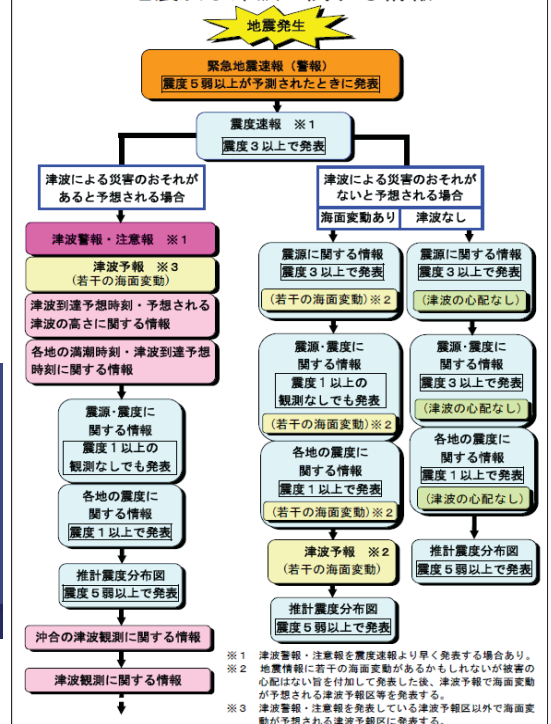 地震発生
緊急地震速報（警報）
震度５弱以上が予測されたときに発表
震度速報　※１
震度３以上で発表
津波による災害のおそれが
あると予想される場合
津波警報・注意報　※１
津波予報　※３
(若干の海面変動)
津波到達予想時刻・予想される
津波の高さに関する情報
各地の満潮時刻・津波到達予想
時刻に関する情報
震源・震度に
関する情報
震度１以上の
観測なしでも発表
各地の震度に
関する情報
震度１以上で発表
推計震度分布図
震度５弱以上で発表
沖合の津波観測に関する情報
津波観測に関する情報
津波による災害のおそれが
ないと予想される場合
海面変動あり
震源に関する情報
震度３以上で発表
(若干の海面変動)※２
震源・震度に
関する情報
震度１以上の
観測なしでも発表
(若干の海面変動)※２
各地の震度に
関する情報
震度１以上で発表
(若干の海面変動)※２
津波予報　※２
(若干の海面変動)
推計震度分布図
震度５弱以上で発表
津波なし
震源に関する情報
震度３以上で発表
(津波の心配なし)
震源・震度に
関する情報
震度３以上で発表
(津波の心配なし)
各地の震度に
関する情報
震度１以上で発表
(津波の心配なし)
推計震度分布図
震度５弱以上で発表
※１　津波警報・注意報を震度速報より早く発表する場合あり。
※２　地震情報に若干の海面変動があるかもしれないが被害の
心配はない旨を付加して発表した後、津波予報で海面変動
が予想される津波予報区等を発表する。
※３　津波警報・注意報を発表している津波予報区以外で海面変
動が予想される津波予報区に発表する。